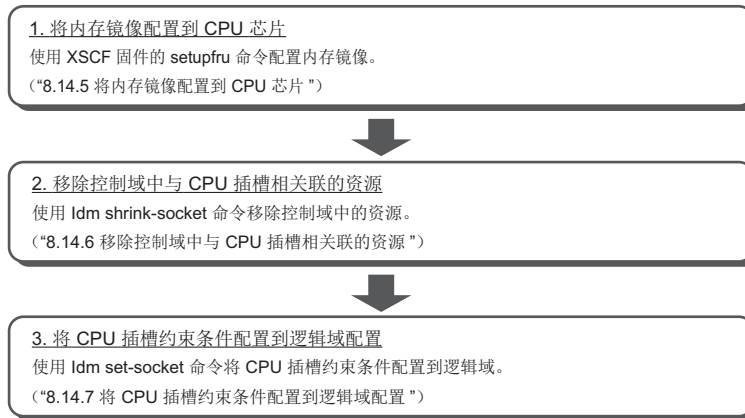 1. 将内存镜像配置到 CPU 芯片
使用 XSCF 固件的 setupfru 命令配置内存镜像。
（“8.14.5 将内存镜像配置到 CPU 芯片 ”）
2. 移除控制域中与 CPU 插槽相关联的资源
使用 ldm shrink-socket 命令移除控制域中的资源。
（“8.14.6 移除控制域中与 CPU 插槽相关联的资源 ”）
3. 将 CPU 插槽约束条件配置到逻辑域配置
使用 ldm set-socket 命令将 CPU 插槽约束条件配置到逻辑域。
（“8.14.7 将 CPU 插槽约束条件配置到逻辑域配置 ”）